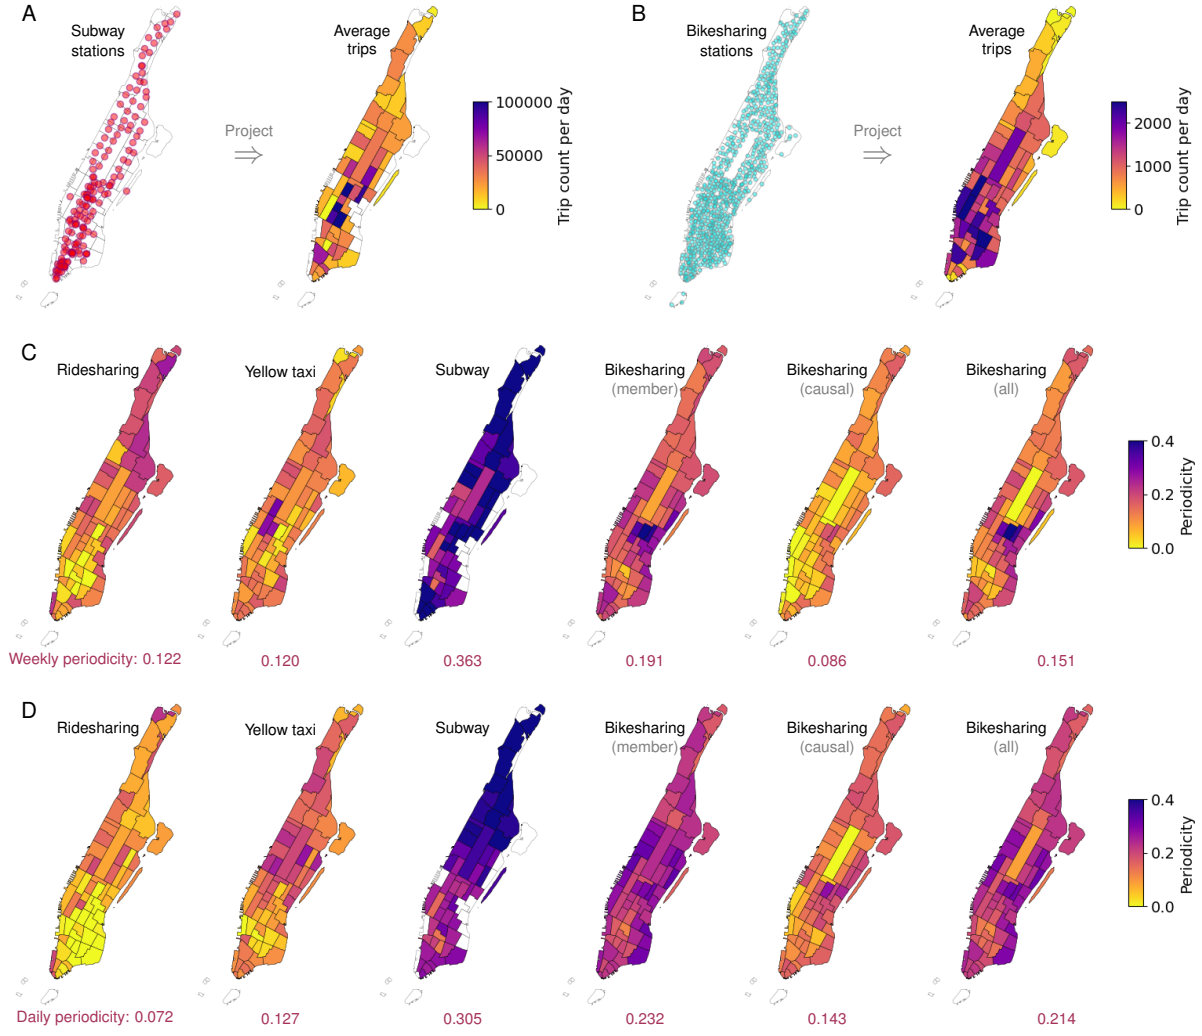 A
Subway
stations
Project
⇒
Average
trips
100000
50000
0
Trip count per day
B
Bikesharing
stations
Project
⇒
Average
trips
2000
1000
0
Trip count per day
C
Ridesharing
Yellow taxi
Subway
Bikesharing
(member)
Bikesharing
(causal)
Bikesharing
(all)
0.4
0.2
0.0
Periodicity
Weekly periodicity: 0.122
0.120
0.363
0.191
0.086
0.151
D
Ridesharing
Yellow taxi
Subway
Bikesharing
(member)
Bikesharing
(causal)
Bikesharing
(all)
0.4
0.2
0.0
Periodicity
Daily periodicity: 0.072
0.127
0.305
0.232
0.143
0.214